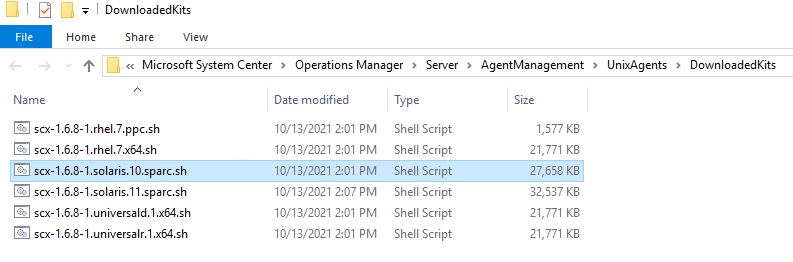 DownloadedKits
File Home Share View
« Microsoft System Center > Operations Manager > Server > AgentManagement > UnixAgents > DownloadedKits
Name Date modified Type Size
scx-1.6.8-1.rhel.7.ppc.sh 10/13/2021 2:01 PM Shell Script 1,577 KB
scx-1.6.8-1.rhel.7.x64.sh 10/13/2021 2:01 PM Shell Script 21,771 KB
scx-1.6.8-1.solaris.10.sparc.sh 10/13/2021 2:01 PM Shell Script 27,658 KB
scx-1.6.8-1.solaris.11.sparc.sh 10/13/2021 2:07 PM Shell Script 32,537 KB
scx-1.6.8-1.universald.1.x64.sh 10/13/2021 2:01 PM Shell Script 21,771 KB
scx-1.6.8-1.universalr.1.x64.sh 10/13/2021 2:01 PM Shell Script 21,771 KB